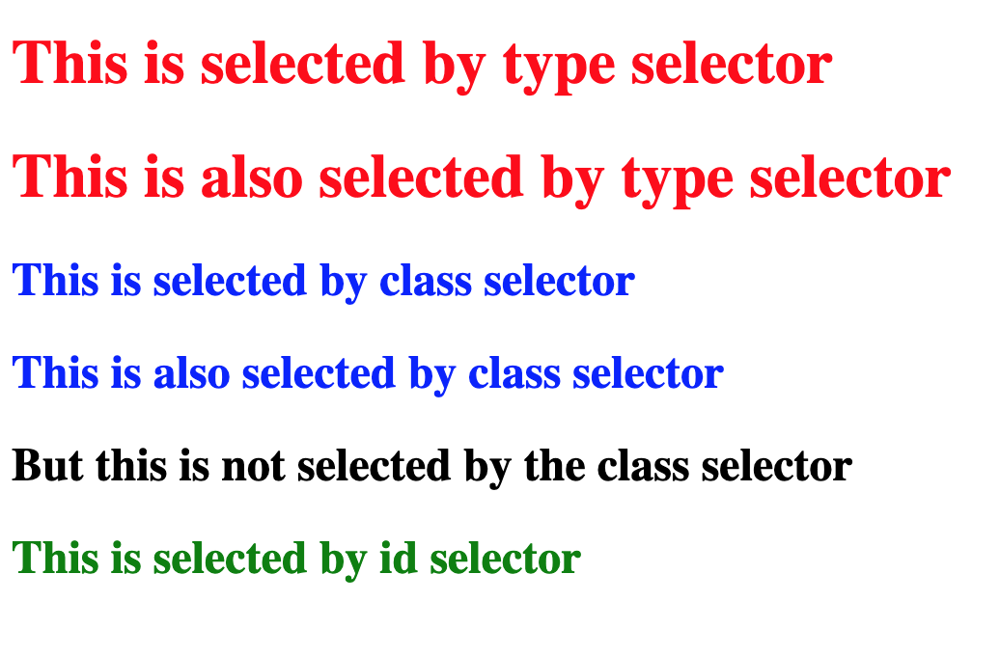 This is selected by type selector
This is also selected by type selector
This is selected by class selector
This is also selected by class selector
But this is not selected by the class selector
This is selected by id selector